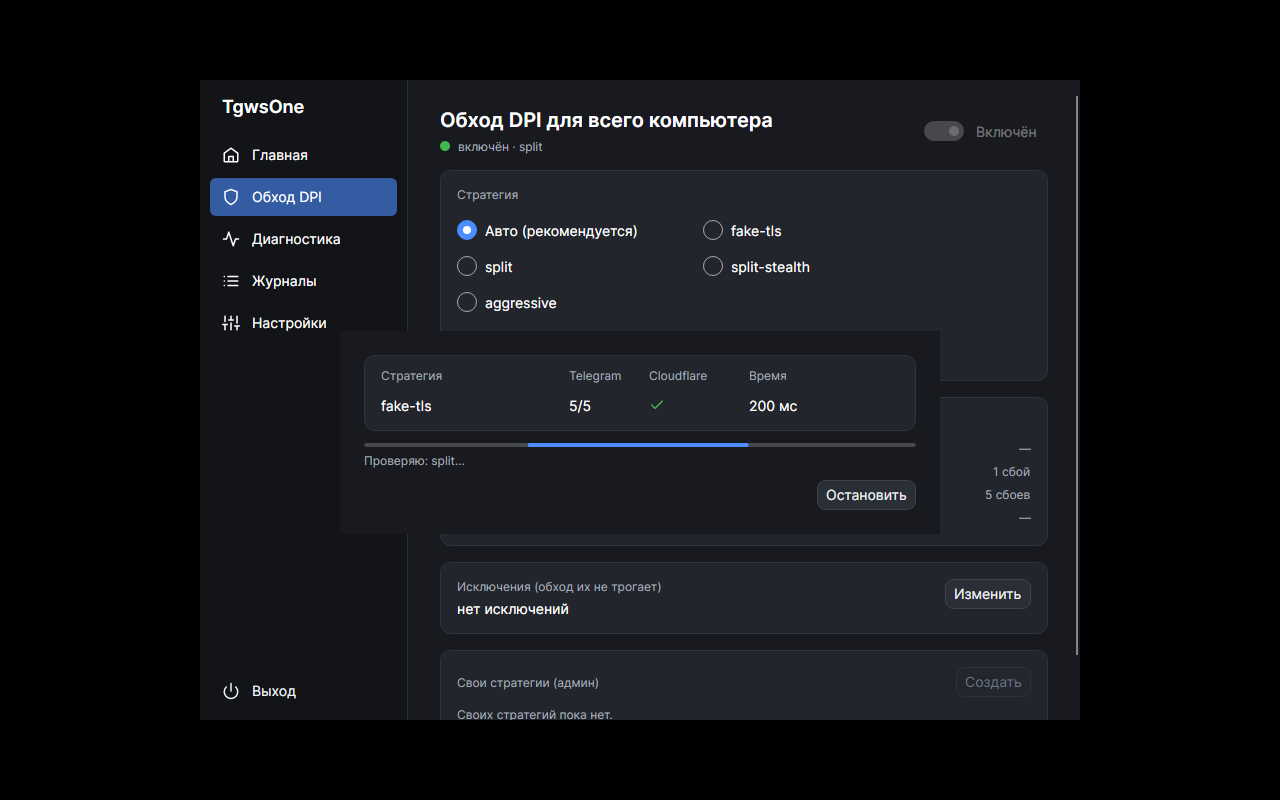 TgwsOne
Главная
Обход DPI
Диагностика
Журналы
Настройки
Выход
Обход DPI для всего компьютера
включён · split
Включён
Стратегия
Авто (рекомендуется)
fake-tls
split
split-stealth
aggressive
Стратегия Telegram Cloudflare Время
fake-tls 5/5 ✓ 200 мс
Проверяю: split...
Остановить
—
1 сбой
5 сбоев
—
Исключения (обход их не трогает)
нет исключений
Изменить
Свои стратегии (админ)
Создать
Своих стратегий пока нет.